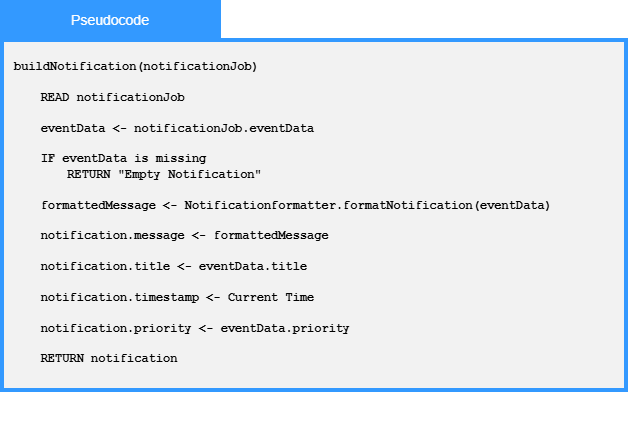 Pseudocode
buildNotification(notificationJob)
READ notificationJob
eventData <- notificationJob.eventData
IF eventData is missing
RETURN "Empty Notification"
formattedMessage <- Notificationformatter.formatNotification(eventData)
notification.message <- formattedMessage
notification.title <- eventData.title
notification.timestamp <- Current Time
notification.priority <- eventData.priority
RETURN notification